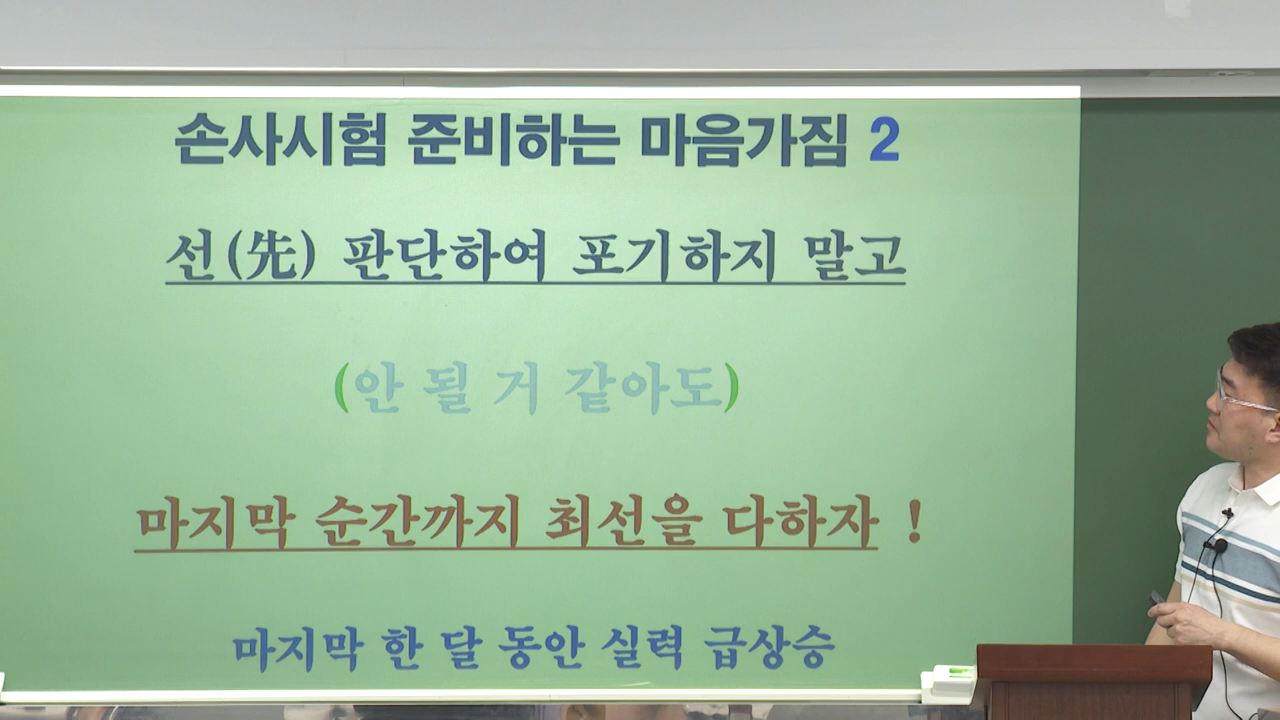 손사시험 준비하는 마음가짐 2
선(先) 판단하여 포기하지 말고
(안 될 거 같아도)
마지막 순간까지 최선을 다하자 !
마지막 한 달 동안 실력 급상승